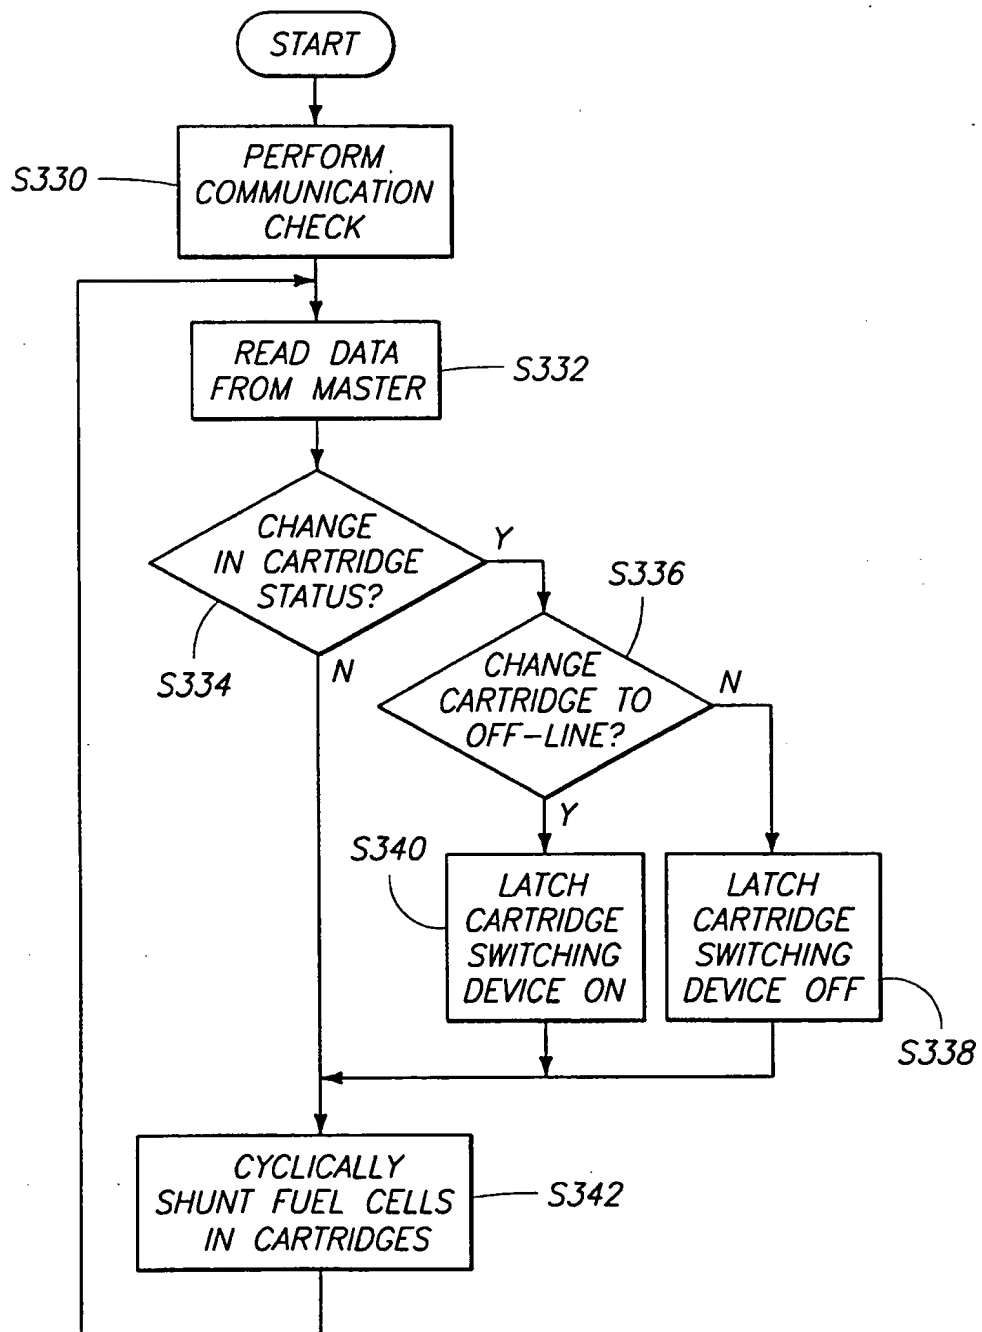 START
PERFORM
COMMUNICATION
CHECK
S330
READ DATA
FROM MASTER
S332
CHANGE
IN CARTRIDGE
STATUS?
Y
S334
N
S336
CHANGE
CARTRIDGE TO
OFF-LINE?
N
Y
S340
LATCH
CARTRIDGE
SWITCHING
DEVICE ON
LATCH
CARTRIDGE
SWITCHING
DEVICE OFF
S338
CYCLICALLY
SHUNT FUEL CELLS
IN CARTRIDGES
S342